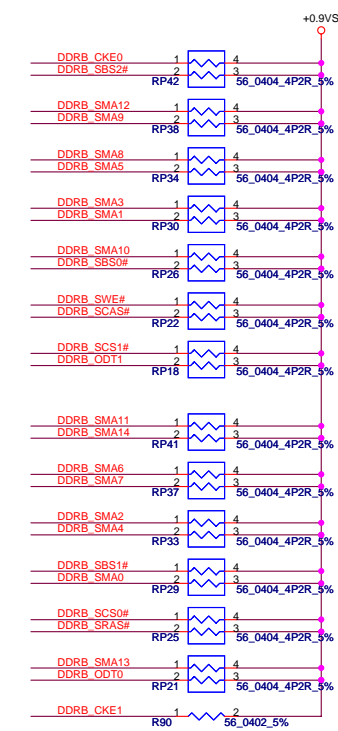 +0.9VS
DDRB_CKE0 1 4
DDRB_SBS2# 2 3
RP42 56_0404_4P2R_5%
DDRB_SMA12 1 4
DDRB_SMA9 2 3
RP38 56_0404_4P2R_5%
DDRB_SMA8 1 4
DDRB_SMA5 2 3
RP34 56_0404_4P2R_5%
DDRB_SMA3 1 4
DDRB_SMA1 2 3
RP30 56_0404_4P2R_5%
DDRB_SMA10 1 4
DDRB_SBS0# 2 3
RP26 56_0404_4P2R_5%
DDRB_SWE# 1 4
DDRB_SCAS# 2 3
RP22 56_0404_4P2R_5%
DDRB_SCS1# 1 4
DDRB_ODT1 2 3
RP18 56_0404_4P2R_5%
DDRB_SMA11 1 4
DDRB_SMA14 2 3
RP41 56_0404_4P2R_5%
DDRB_SMA6 1 4
DDRB_SMA7 2 3
RP37 56_0404_4P2R_5%
DDRB_SMA2 1 4
DDRB_SMA4 2 3
RP33 56_0404_4P2R_5%
DDRB_SBS1# 1 4
DDRB_SMA0 2 3
RP29 56_0404_4P2R_5%
DDRB_SCS0# 1 4
DDRB_SRAS# 2 3
RP25 56_0404_4P2R_5%
DDRB_SMA13 1 4
DDRB_ODT0 2 3
RP21 56_0404_4P2R_5%
DDRB_CKE1 1 2
R90 56_0402_5%